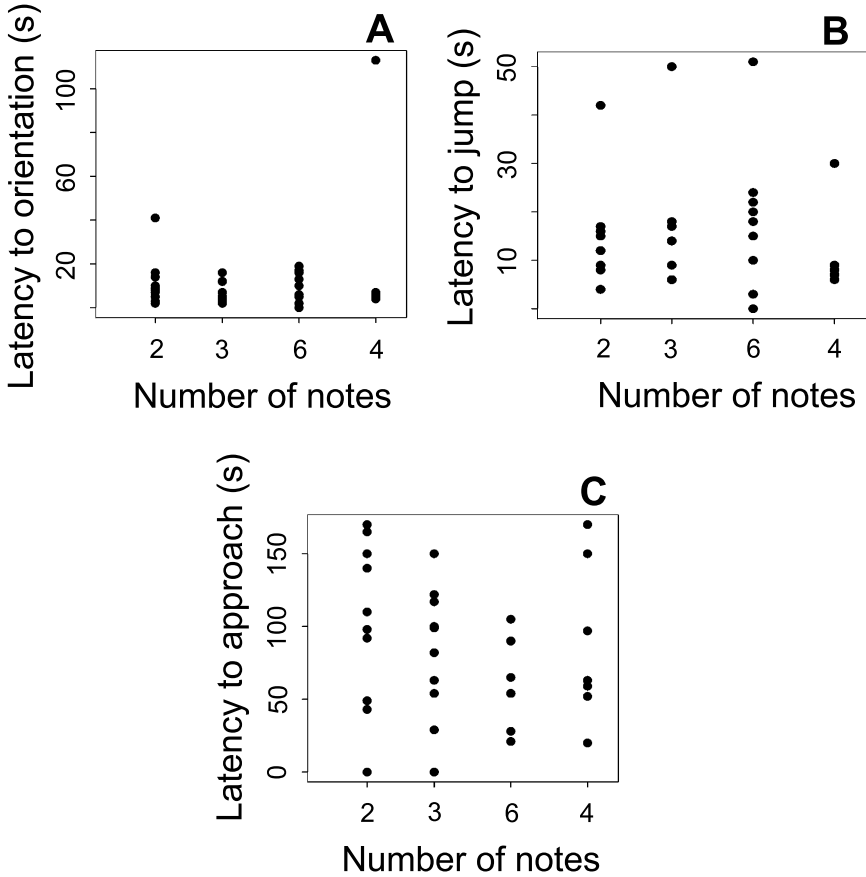 A
Latency to orientation (s)
100
60
20
2 3 6 4
Number of notes
B
Latency to jump (s)
50
30
10
2 3 6 4
Number of notes
C
Latency to approach (s)
150
100
50
0
2 3 6 4
Number of notes